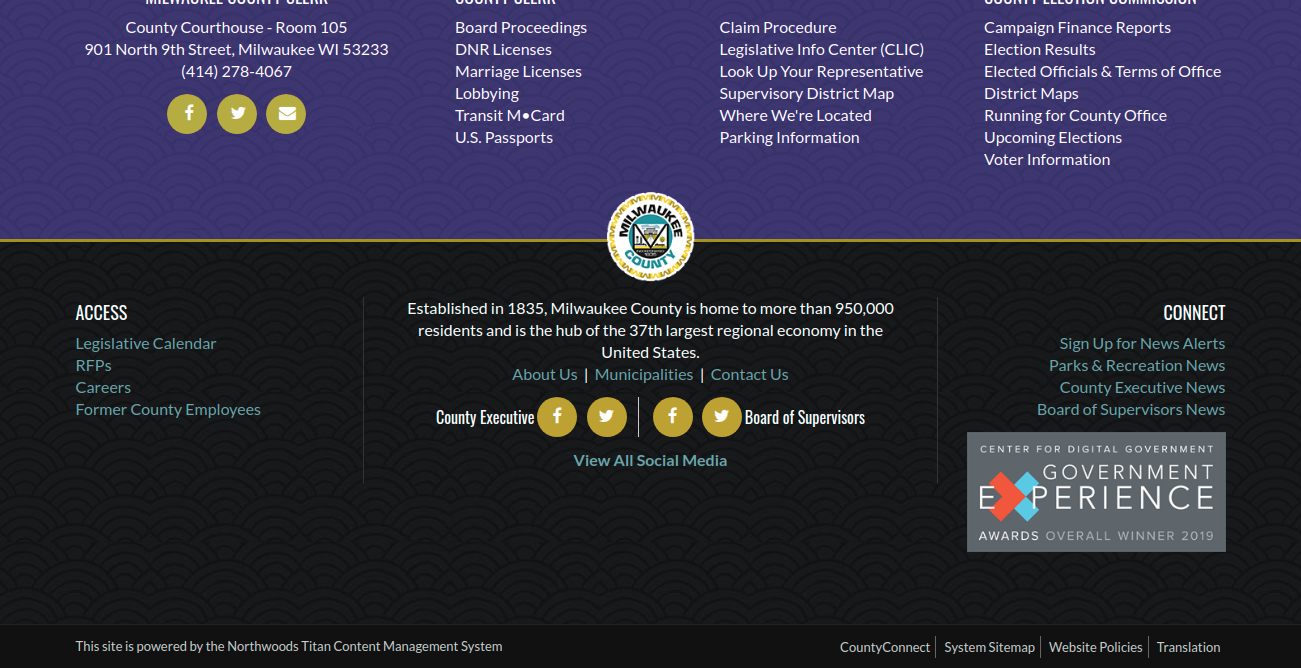 MILWAUKEE COUNTY CLERK
County Courthouse - Room 105
901 North 9th Street, Milwaukee WI 53233
(414) 278-4067
COUNTY CLERK
Board Proceedings
DNR Licenses
Marriage Licenses
Lobbying
Transit M•Card
U.S. Passports
Claim Procedure
Legislative Info Center (CLIC)
Look Up Your Representative
Supervisory District Map
Where We're Located
Parking Information
COUNTY ELECTION COMMISSION
Campaign Finance Reports
Election Results
Elected Officials & Terms of Office
District Maps
Running for County Office
Upcoming Elections
Voter Information
MILWAUKEE
COUNTY
ACCESS
Legislative Calendar
RFPs
Careers
Former County Employees
Established in 1835, Milwaukee County is home to more than 950,000
residents and is the hub of the 37th largest regional economy in the
United States.
About Us | Municipalities | Contact Us
County Executive
Board of Supervisors
View All Social Media
CONNECT
Sign Up for News Alerts
Parks & Recreation News
County Executive News
Board of Supervisors News
CENTER FOR DIGITAL GOVERNMENT
GOVERNMENT
EXPERIENCE
AWARDS OVERALL WINNER 2019
This site is powered by the Northwoods Titan Content Management System
CountyConnect
System Sitemap
Website Policies
Translation